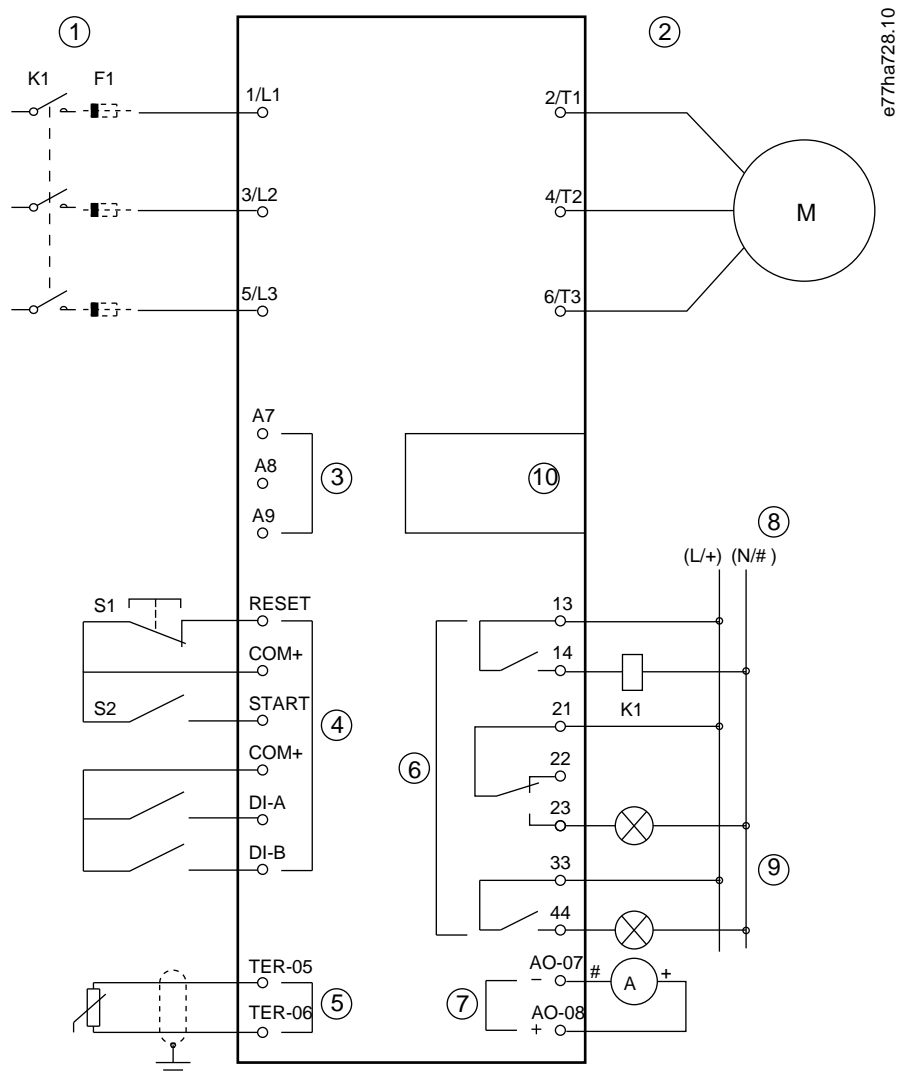 1
2
e77ha728.10
K1 F1
1/L1
2/T1
3/L2
4/T2
M
5/L3
6/T3
A7
A8
3
10
A9
8
(L/+) (N/# )
S1
RESET
13
COM+
14
S2
START
K1
4
21
COM+
22
6
DI-A
23
DI-B
33
9
44
TER-05
AO-07
−
# A +
5
7
TER-06
AO-08
+